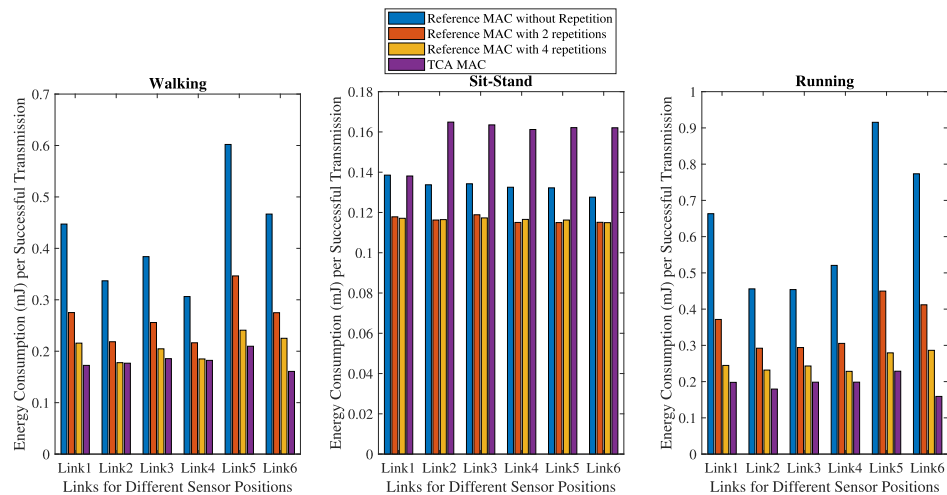 Reference MAC without Repetition
Reference MAC with 2 repetitions
Reference MAC with 4 repetitions
TCA MAC
Walking
Energy Consumption (mJ) per Successful Transmission
0.7
0.6
0.5
0.4
0.3
0.2
0.1
0
Link1 Link2 Link3 Link4 Link5 Link6
Links for Different Sensor Positions
Sit-Stand
Energy Consumption (mJ) per Successful Transmission
0.18
0.16
0.14
0.12
0.1
0.08
0.06
0.04
0.02
0
Link1 Link2 Link3 Link4 Link5 Link6
Links for Different Sensor Positions
Running
Energy Consumption (mJ) per Successful Transmission
1
0.9
0.8
0.7
0.6
0.5
0.4
0.3
0.2
0.1
0
Link1 Link2 Link3 Link4 Link5 Link6
Links for Different Sensor Positions